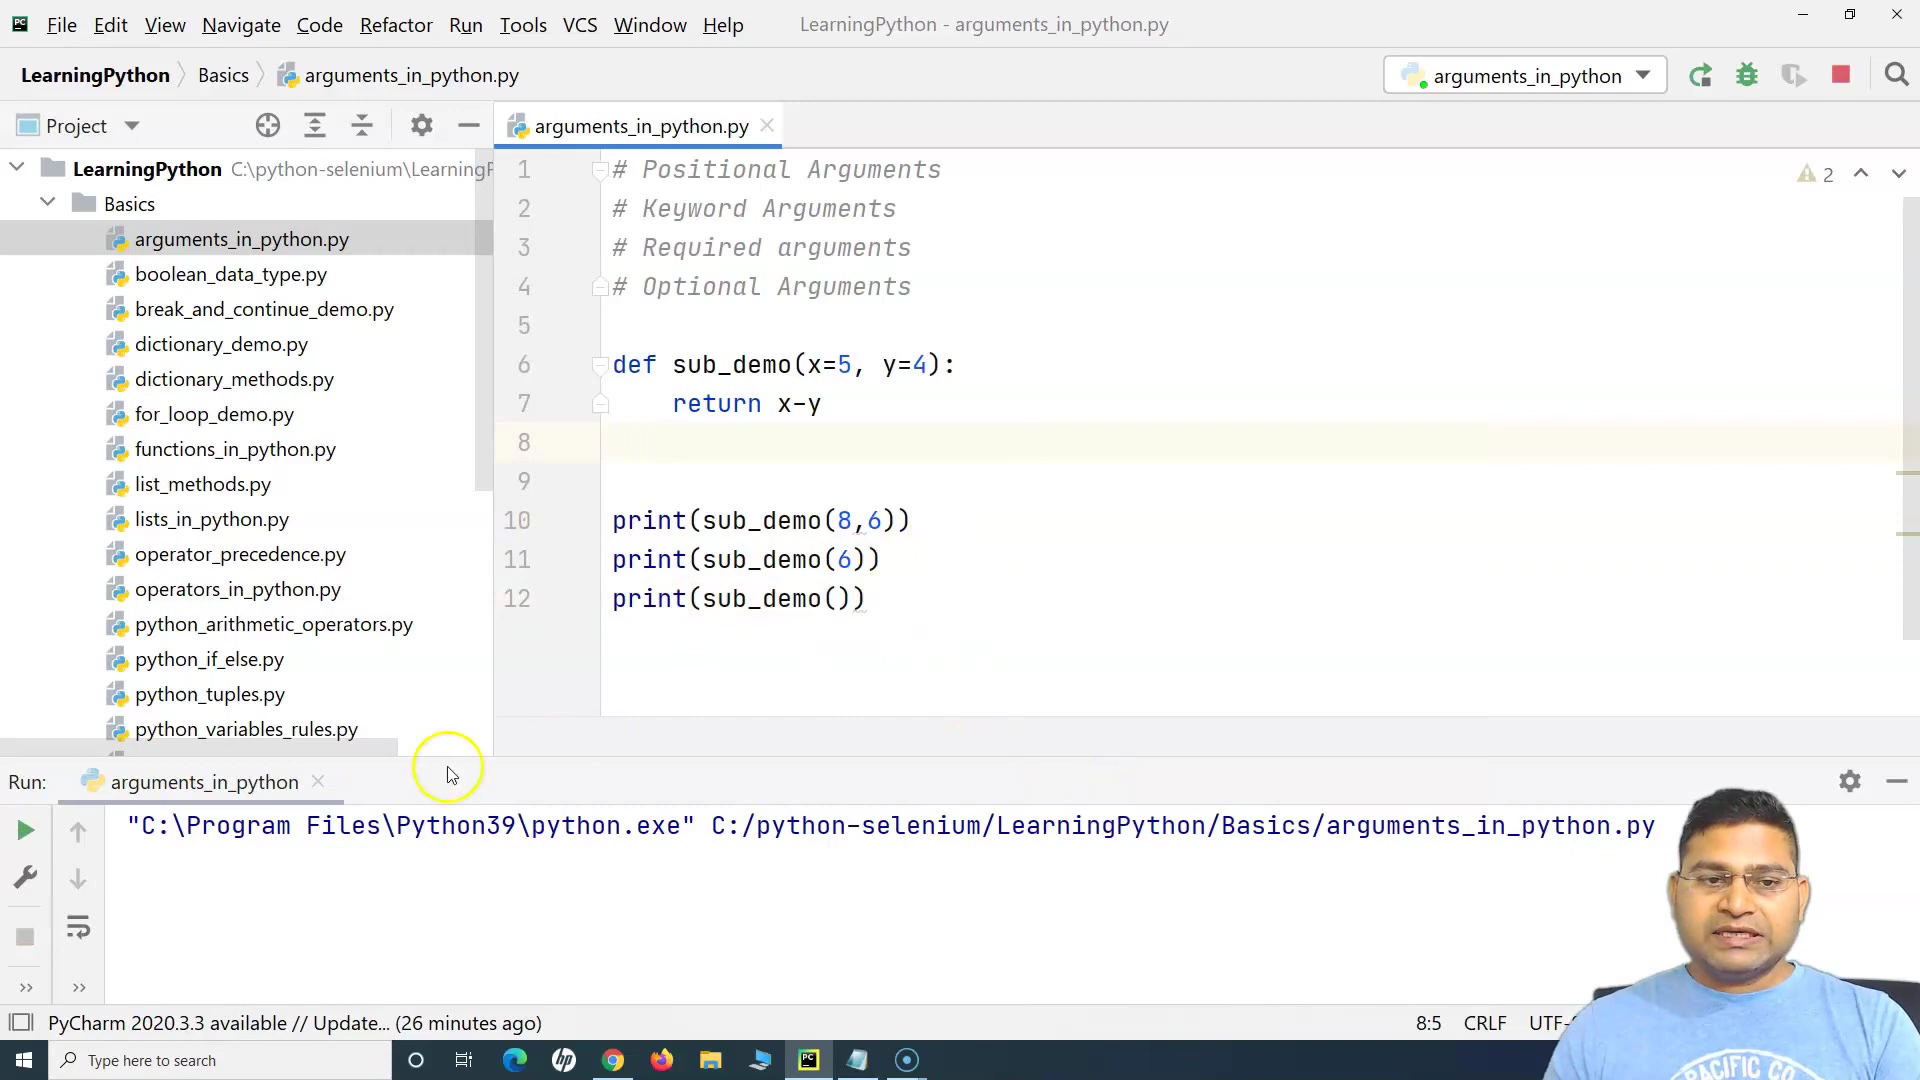 File Edit View Navigate Code Refactor Run Tools VCS Window Help LearningPython - arguments_in_python.py
LearningPython Basics arguments_in_python.py arguments_in_python
Project arguments_in_python.py
LearningPython C:\python-selenium\LearningP
Basics
arguments_in_python.py
boolean_data_type.py
break_and_continue_demo.py
dictionary_demo.py
dictionary_methods.py
for_loop_demo.py
functions_in_python.py
list_methods.py
lists_in_python.py
operator_precedence.py
operators_in_python.py
python_arithmetic_operators.py
python_if_else.py
python_tuples.py
python_variables_rules.py
1 # Positional Arguments
2 # Keyword Arguments
3 # Required arguments
4 # Optional Arguments
5
6 def sub_demo(x=5, y=4):
7 return x-y
8
9
10 print(sub_demo(8,6))
11 print(sub_demo(6))
12 print(sub_demo())
2
Run: arguments_in_python
"C:\Program Files\Python39\python.exe" C:/python-selenium/LearningPython/Basics/arguments_in_python.py
PyCharm 2020.3.3 available // Update... (26 minutes ago) 8:5 CRLF
Type here to search
PACIFIC